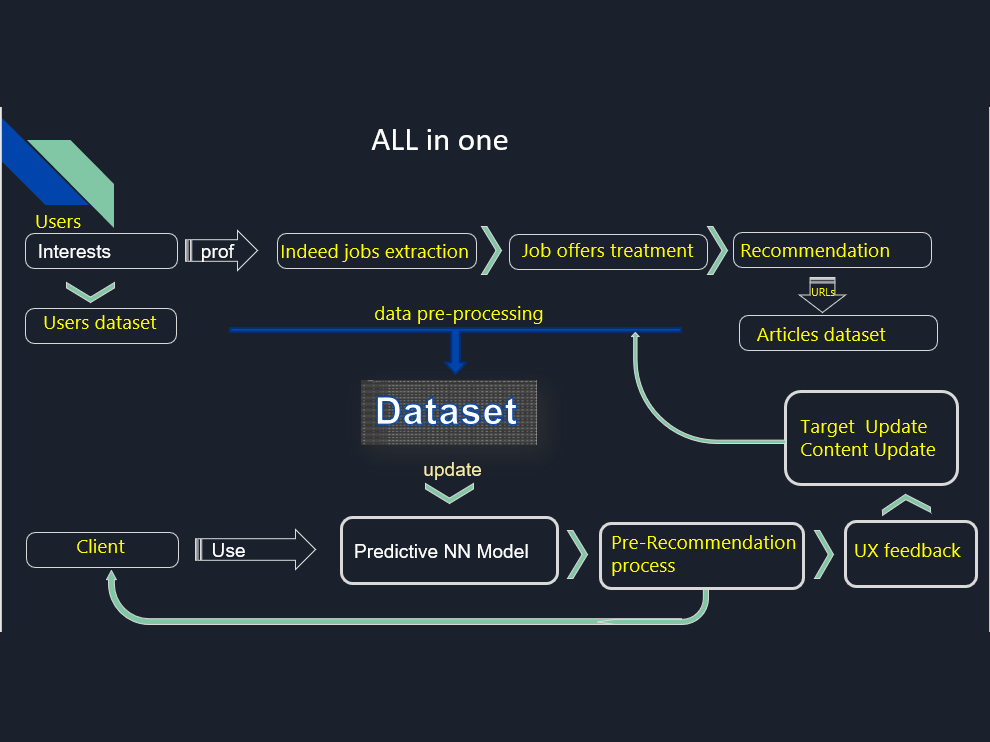 ALL in one
Users
Interests
prof
Indeed jobs extraction
Job offers treatment
Recommendation
URLs
Users dataset
data pre-processing
Articles dataset
Dataset
Target Update
Content Update
update
Client
Use
Predictive NN Model
Pre-Recommendation
process
UX feedback